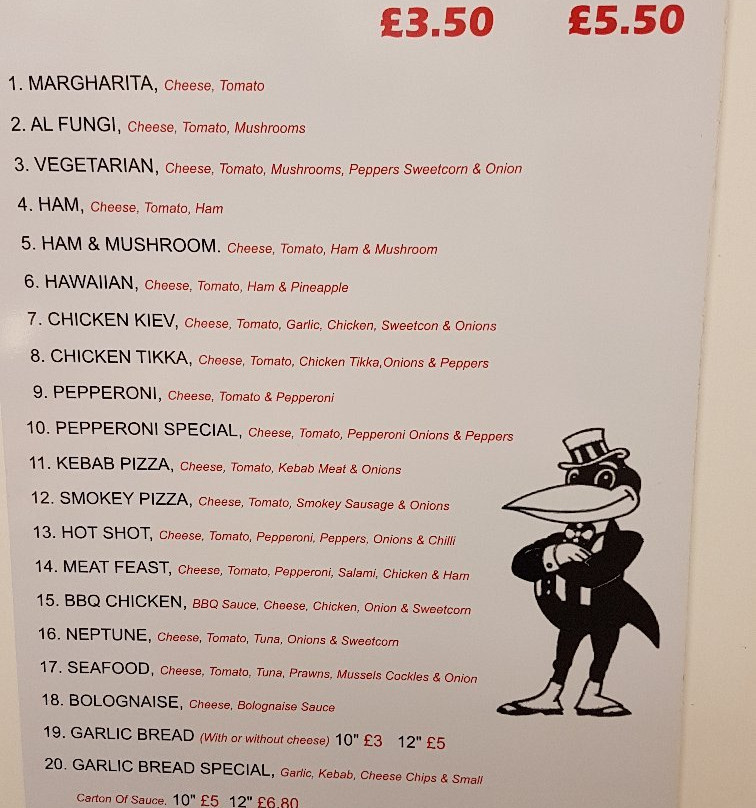 £3.50 £5.50
1. MARGHARITA, Cheese, Tomato
2. AL FUNGI, Cheese, Tomato, Mushrooms
3. VEGETARIAN, Cheese, Tomato, Mushrooms, Peppers Sweetcorn & Onion
4. HAM, Cheese, Tomato, Ham
5. HAM & MUSHROOM. Cheese, Tomato, Ham & Mushroom
6. HAWAIIAN, Cheese, Tomato, Ham & Pineapple
7. CHICKEN KIEV, Cheese, Tomato, Garlic, Chicken, Sweetcon & Onions
8. CHICKEN TIKKA, Cheese, Tomato, Chicken Tikka,Onions & Peppers
9. PEPPERONI, Cheese, Tomato & Pepperoni
10. PEPPERONI SPECIAL, Cheese, Tomato, Pepperoni Onions & Peppers
11. KEBAB PIZZA, Cheese, Tomato, Kebab Meat & Onions
12. SMOKEY PIZZA, Cheese, Tomato, Smokey Sausage & Onions
13. HOT SHOT, Cheese, Tomato, Pepperoni, Peppers, Onions & Chilli
14. MEAT FEAST, Cheese, Tomato, Pepperoni, Salami, Chicken & Ham
15. BBQ CHICKEN, BBQ Sauce, Cheese, Chicken, Onion & Sweetcorn
16. NEPTUNE, Cheese, Tomato, Tuna, Onions & Sweetcorn
17. SEAFOOD, Cheese, Tomato, Tuna, Prawns, Mussels Cockles & Onion
18. BOLOGNAISE, Cheese, Bolognaise Sauce
19. GARLIC BREAD (With or without cheese) 10" £3 12" £5
20. GARLIC BREAD SPECIAL, Garlic, Kebab, Cheese Chips & Small
Carton Of Sauce. 10" £5 12" £6.80